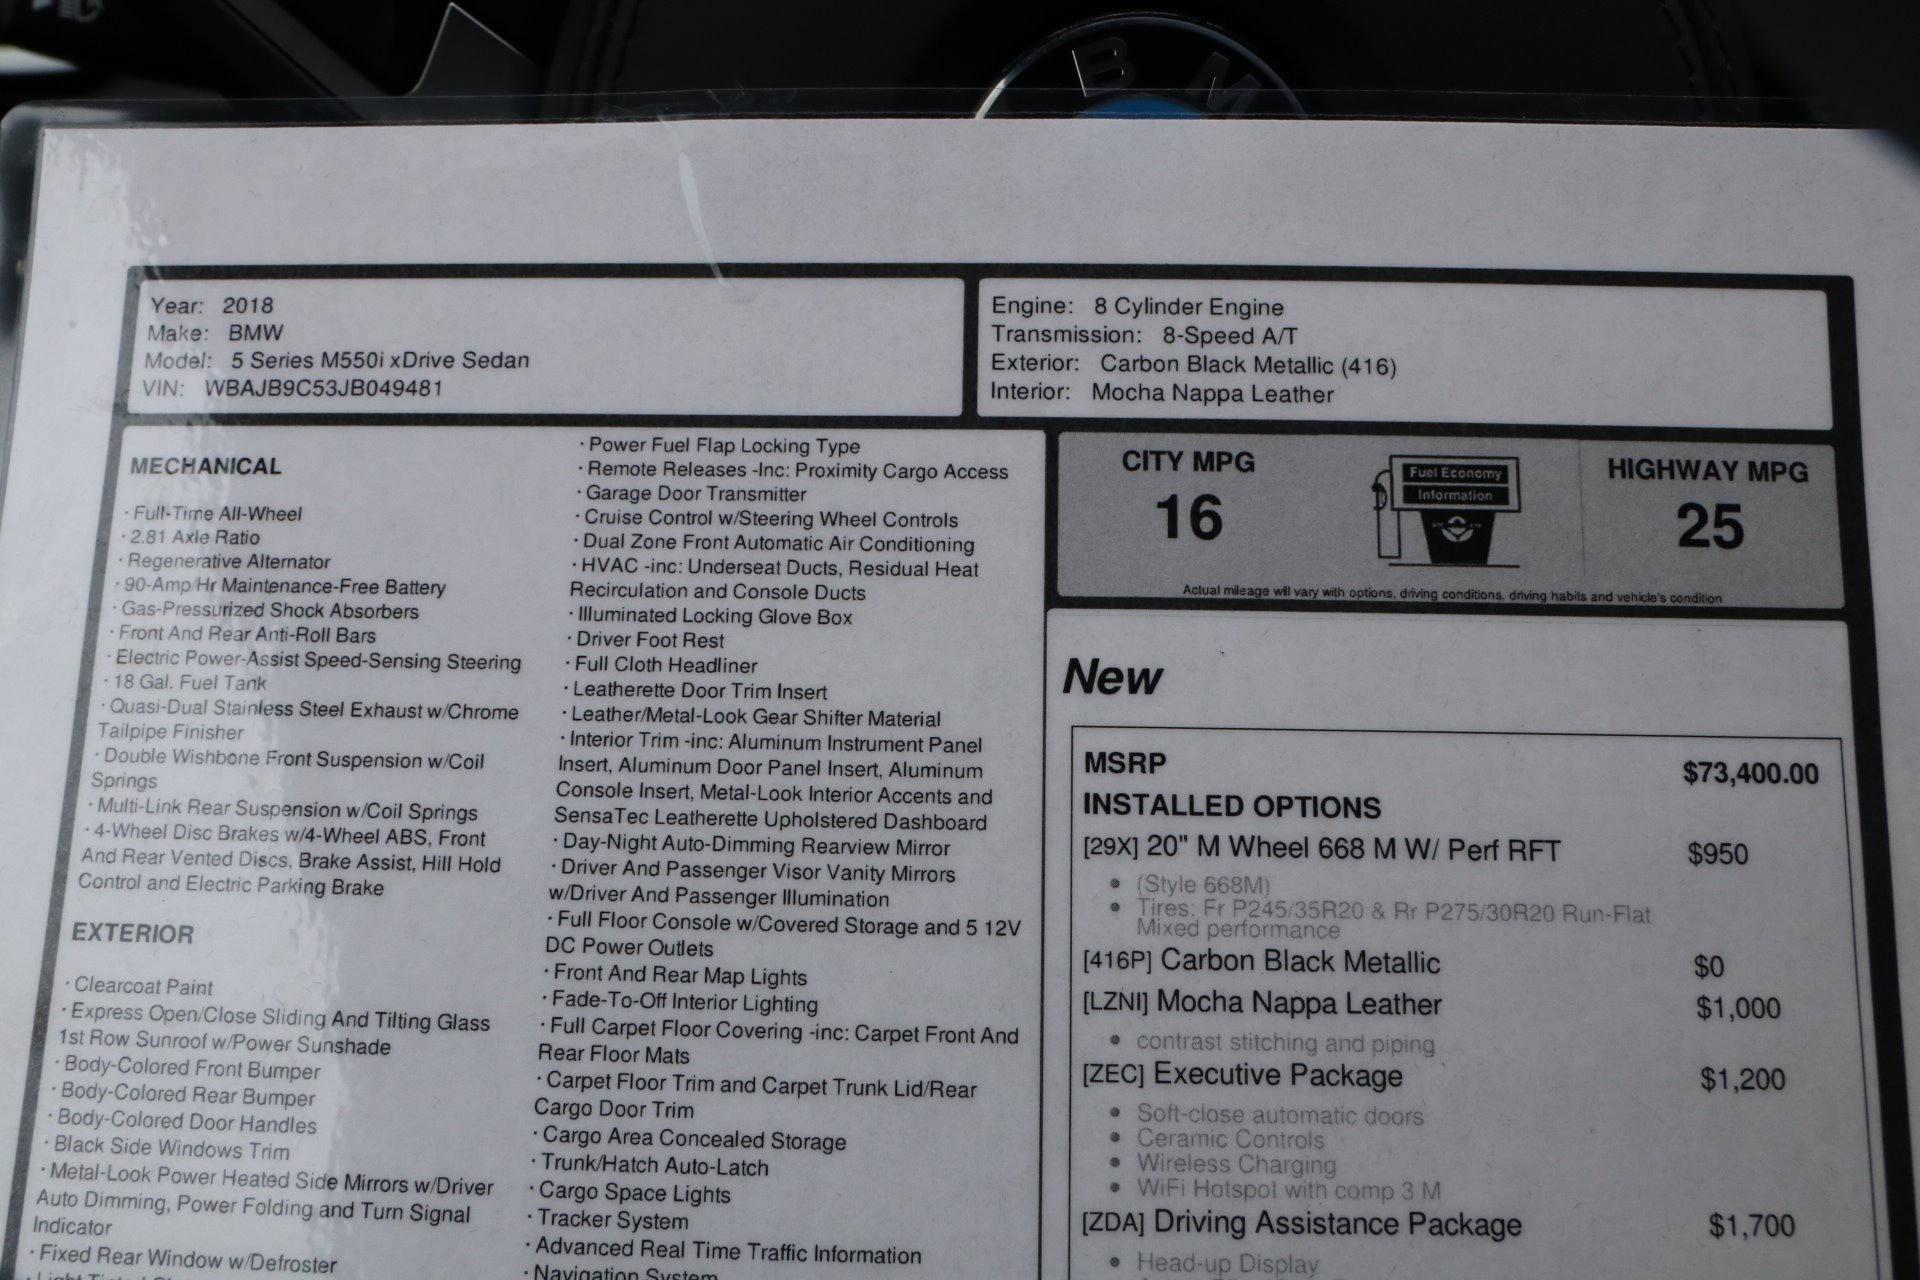 B M
Year: 2018
Make: BMW
Model: 5 Series M550i xDrive Sedan
VIN: WBAJB9C53JB049481
Engine: 8 Cylinder Engine
Transmission: 8-Speed A/T
Exterior: Carbon Black Metallic (416)
Interior: Mocha Nappa Leather
MECHANICAL
· Full-Time All-Wheel
· 2.81 Axle Ratio
· Regenerative Alternator
· 90-Amp/Hr Maintenance-Free Battery
· Gas-Pressurized Shock Absorbers
· Front And Rear Anti-Roll Bars
· Electric Power-Assist Speed-Sensing Steering
· 18 Gal. Fuel Tank
· Quasi-Dual Stainless Steel Exhaust w/Chrome
Tailpipe Finisher
· Double Wishbone Front Suspension w/Coil
Springs
· Multi-Link Rear Suspension w/Coil Springs
· 4-Wheel Disc Brakes w/4-Wheel ABS, Front
And Rear Vented Discs, Brake Assist, Hill Hold
Control and Electric Parking Brake
EXTERIOR
· Clearcoat Paint
· Express Open/Close Sliding And Tilting Glass
1st Row Sunroof w/Power Sunshade
· Body-Colored Front Bumper
· Body-Colored Rear Bumper
· Body-Colored Door Handles
· Black Side Windows Trim
· Metal-Look Power Heated Side Mirrors w/Driver
Auto Dimming, Power Folding and Turn Signal
Indicator
· Fixed Rear Window w/Defroster
· Power Fuel Flap Locking Type
· Remote Releases -Inc: Proximity Cargo Access
· Garage Door Transmitter
· Cruise Control w/Steering Wheel Controls
· Dual Zone Front Automatic Air Conditioning
· HVAC -inc: Underseat Ducts, Residual Heat
Recirculation and Console Ducts
· Illuminated Locking Glove Box
· Driver Foot Rest
· Full Cloth Headliner
· Leatherette Door Trim Insert
· Leather/Metal-Look Gear Shifter Material
· Interior Trim -inc: Aluminum Instrument Panel
Insert, Aluminum Door Panel Insert, Aluminum
Console Insert, Metal-Look Interior Accents and
SensaTec Leatherette Upholstered Dashboard
· Day-Night Auto-Dimming Rearview Mirror
· Driver And Passenger Visor Vanity Mirrors
w/Driver And Passenger Illumination
· Full Floor Console w/Covered Storage and 5 12V
DC Power Outlets
· Front And Rear Map Lights
· Fade-To-Off Interior Lighting
· Full Carpet Floor Covering -inc: Carpet Front And
Rear Floor Mats
· Carpet Floor Trim and Carpet Trunk Lid/Rear
Cargo Door Trim
· Cargo Area Concealed Storage
· Trunk/Hatch Auto-Latch
· Cargo Space Lights
· Tracker System
· Advanced Real Time Traffic Information
· Navigation System
CITY MPG
16
Fuel Economy
Information
HIGHWAY MPG
25
Actual mileage will vary with options, driving conditions, driving habits and vehicle's condition
New
MSRP $73,400.00
INSTALLED OPTIONS
[29X] 20" M Wheel 668 M W/ Perf RFT $950
• (Style 668M)
• Tires: Fr P245/35R20 & Rr P275/30R20 Run-Flat
Mixed performance
[416P] Carbon Black Metallic $0
[LZNI] Mocha Nappa Leather $1,000
• contrast stitching and piping
[ZEC] Executive Package $1,200
• Soft-close automatic doors
• Ceramic Controls
• Wireless Charging
• WiFi Hotspot with comp 3 M
[ZDA] Driving Assistance Package $1,700
• Head-up Display